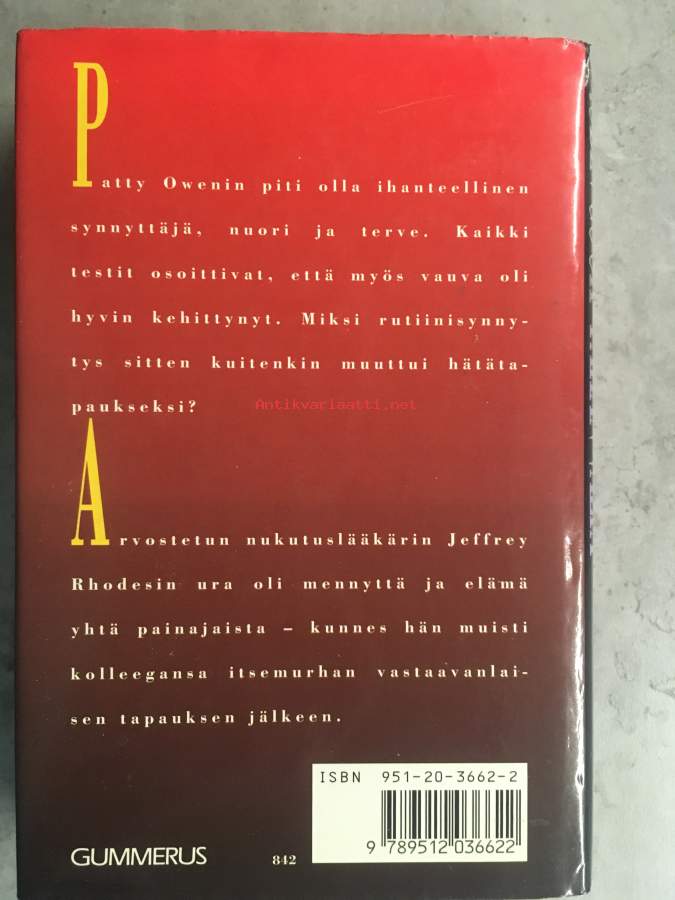 Patty Owenin piti olla ihanteellinen
synnyttäjä, nuori ja terve. Kaikki
testit osoittivat, että myös vauva oli
hyvin kehittynyt. Miksi rutiinisynny-
tys sitten kuitenkin muuttui hätäta-
paukseksi?
Antikvariaatti.net
Arvostetun nukutuslääkärin Jeffrey
Rhodesin ura oli mennyttä ja elämä
yhtä painajaista – kunnes hän muisti
kolleegansa itsemurhan vastaavanlai-
sen tapauksen jälkeen.
ISBN 951-20-3662-2
9 789512 036622
GUMMERUS
842